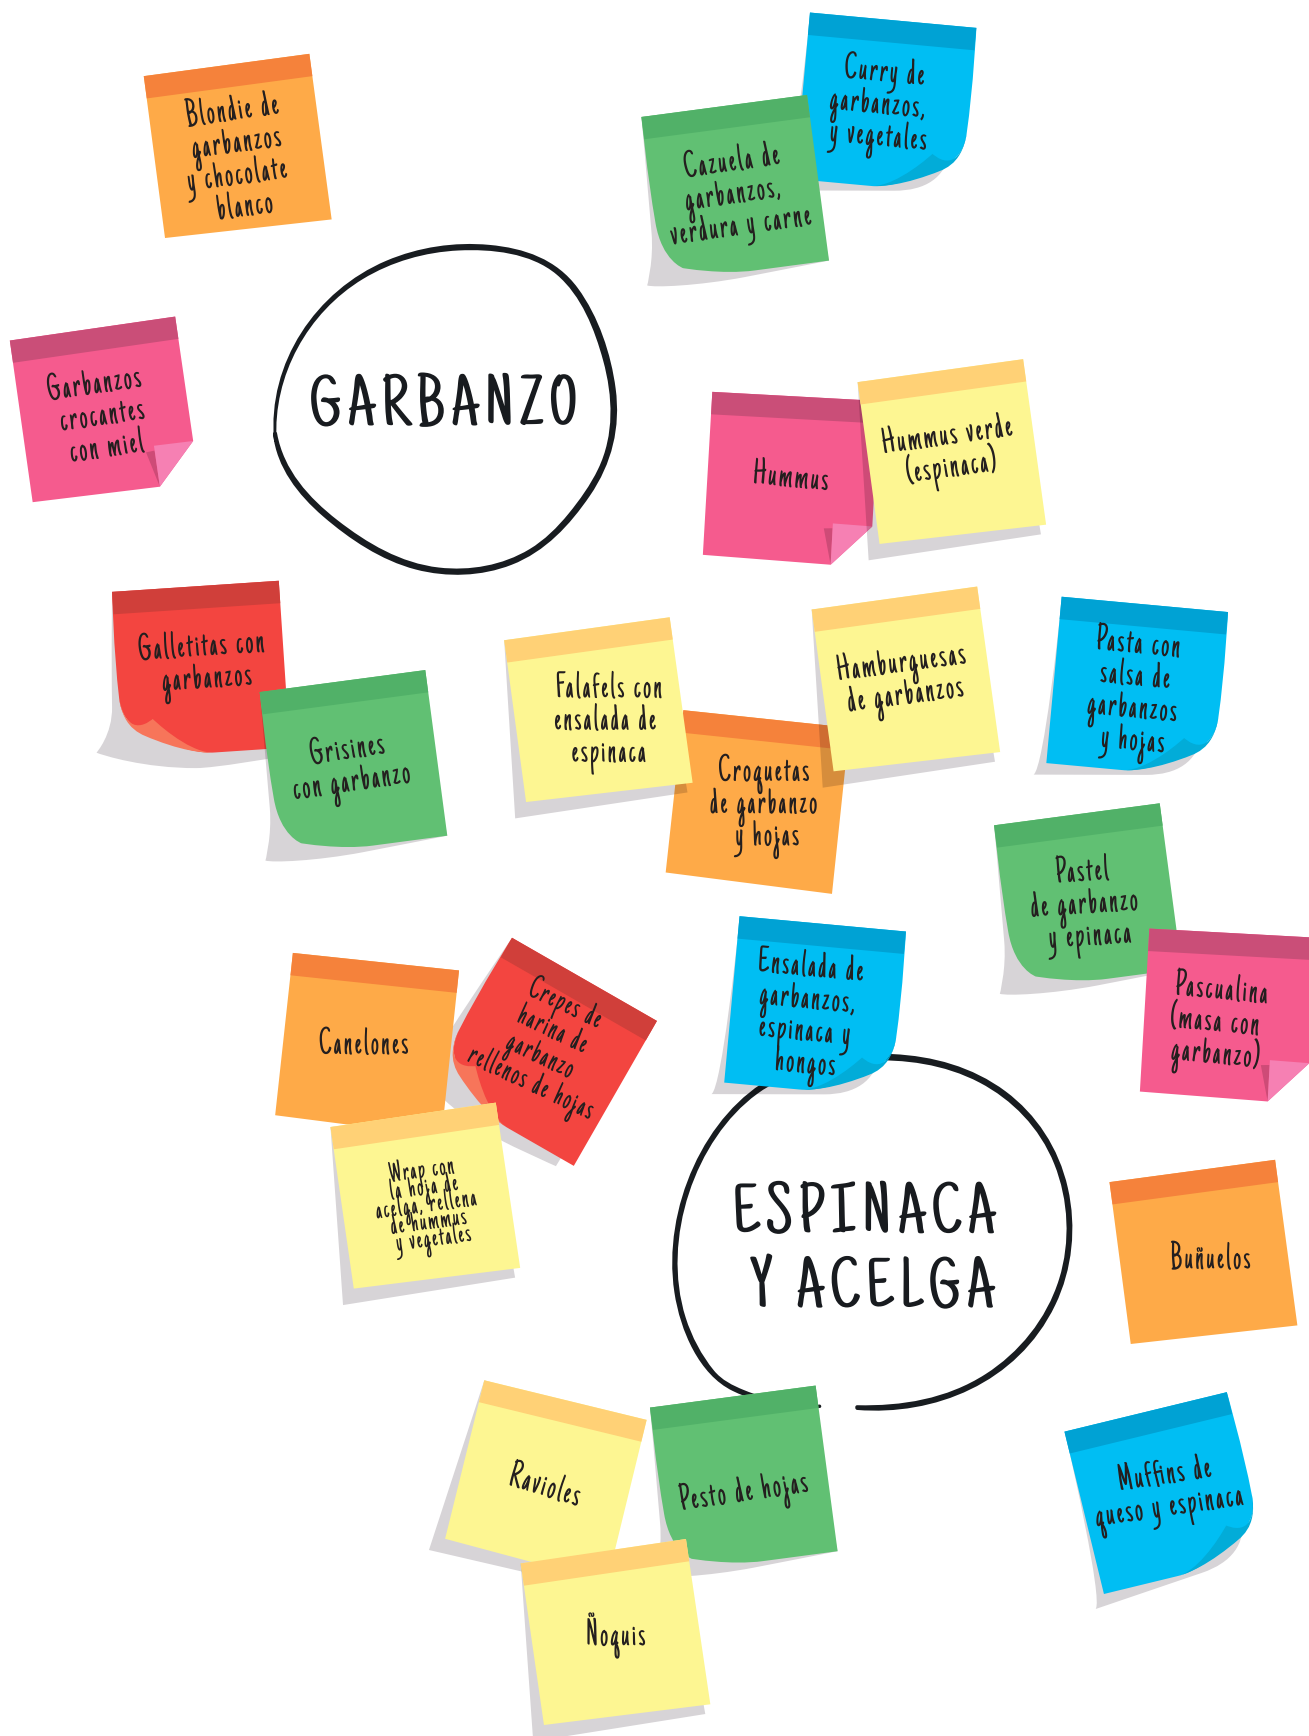 Blondie de
garbanzos
y chocolate
blanco
Curry de
garbanzos,
y vegetales
Cazuela de
garbanzos,
verdura y carne
GARBANZO
Garbanzos
crocantes
con miel
Hummus
Hummus verde
(espinaca)
Galletitas con
garbanzos
Grisines
con garbanzo
Falafels con
ensalada de
espinaca
Croquetas
de garbanzo
y hojas
Hamburguesas
de garbanzos
Pasta con
salsa de
garbanzos
y hojas
Pastel
de garbanzo
y epinaca
Pascualina
(masa con
garbanzo)
Canelones
Crepes de
harina de
garbanzo
rellenos de hojas
Ensalada de
garbanzos,
espinaca y
hongos
Wrap con
la hoja de
acelga, rellena
de hummus
y vegetales
ESPINACA
Y ACELGA
Buñuelos
Ravioles
Pesto de hojas
Muffins de
queso y espinaca
Ñoquis